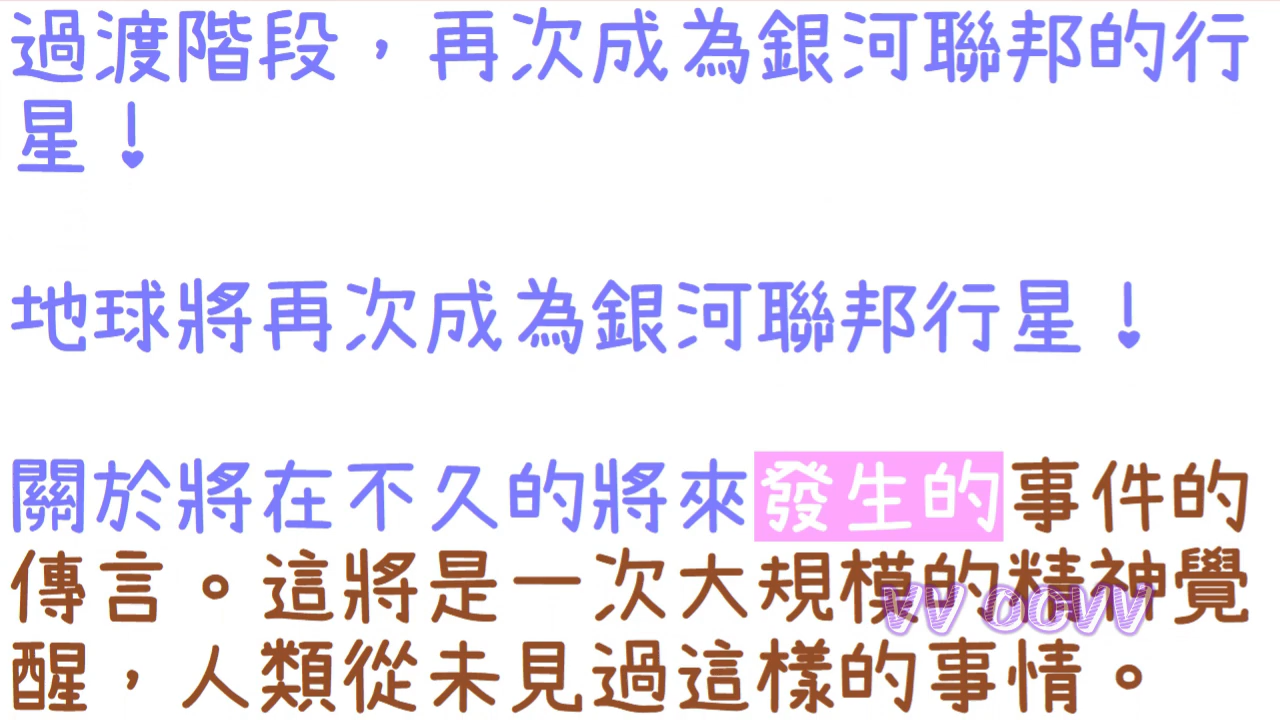 過渡階段，再次成為銀河聯邦的行
星！
地球將再次成為銀河聯邦行星！
關於將在不久的將來發生的事件的
傳言。這將是一次大規模的精神覺
醒，人類從未見過這樣的事情。
vv oovv